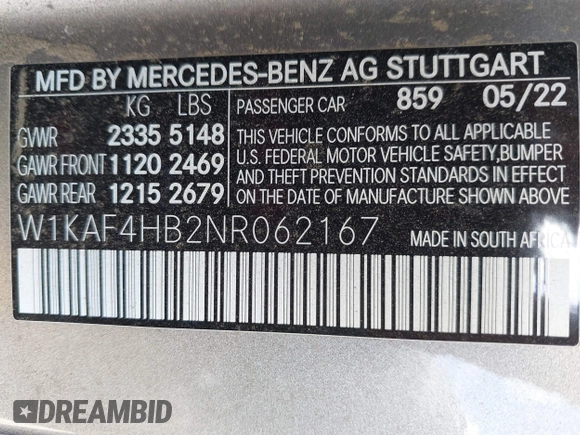 MFD BY MERCEDES-BENZ AG STUTTGART
KG LBS
GVWR 2335 5148
GAWR FRONT 1120 2469
GAWR REAR 1215 2679
PASSENGER CAR 859 05/22
THIS VEHICLE CONFORMS TO ALL APPLICABLE
U.S. FEDERAL MOTOR VEHICLE SAFETY, BUMPER
AND THEFT PREVENTION STANDARDS IN EFFECT
ON THE DATE OF MANUFACTURE SHOWN ABOVE.
W1KAF4HB2NR062167 MADE IN SOUTH AFRICA
DREAMBID